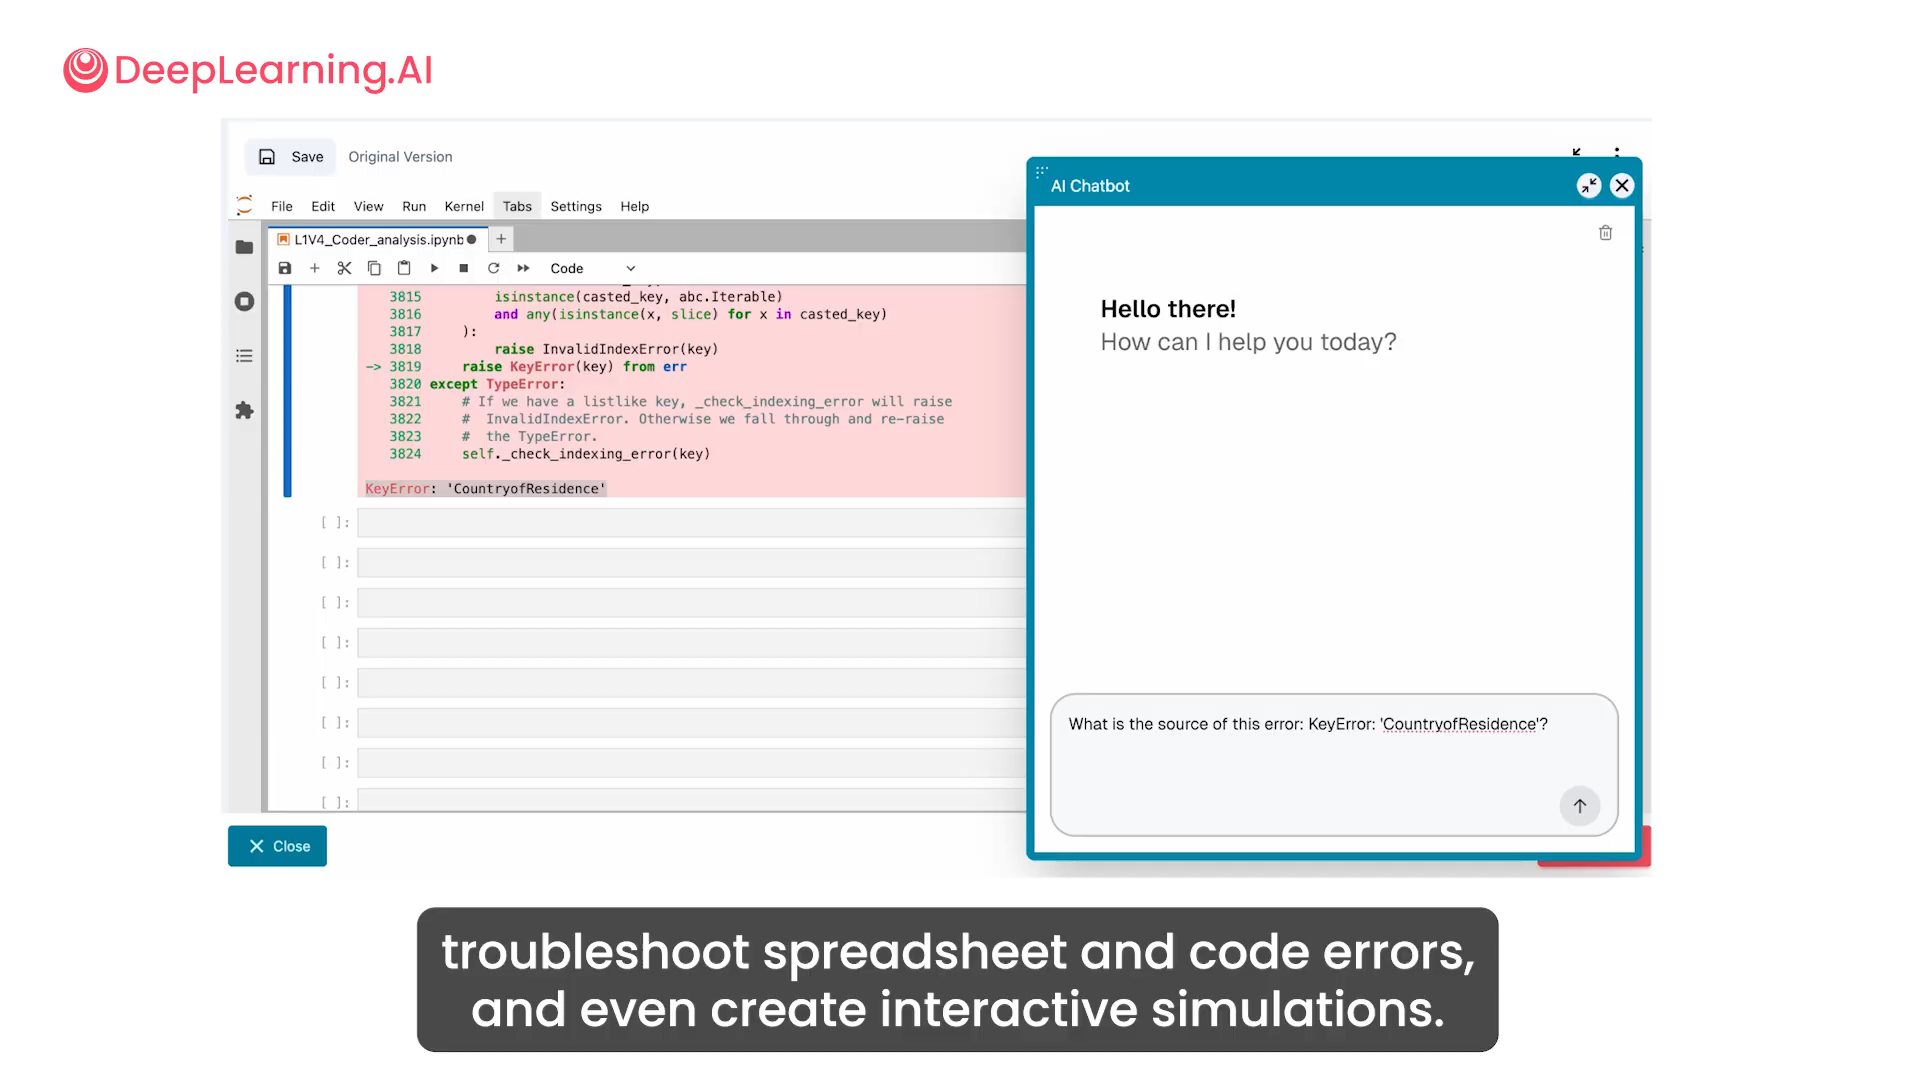 DeepLearning.AI
Save
Original Version
File Edit View Run Kernel Tabs Settings Help
L1V4_Coder_analysis.ipynb
Code
3815 isinstance(casted_key, abc.Iterable)
3816 and any(isinstance(x, slice) for x in casted_key)
3817 ):
3818 raise InvalidIndexError(key)
-> 3819 raise KeyError(key) from err
3820 except TypeError:
3821 # If we have a listlike key, _check_indexing_error will raise
3822 # InvalidIndexError. Otherwise we fall through and re-raise
3823 # the TypeError.
3824 self._check_indexing_error(key)
KeyError: 'CountryofResidence'
[ ]:
[ ]:
[ ]:
[ ]:
[ ]:
[ ]:
[ ]:
[ ]:
Close
AI Chatbot
Hello there!
How can I help you today?
What is the source of this error: KeyError: 'CountryofResidence'?
troubleshoot spreadsheet and code errors,
and even create interactive simulations.